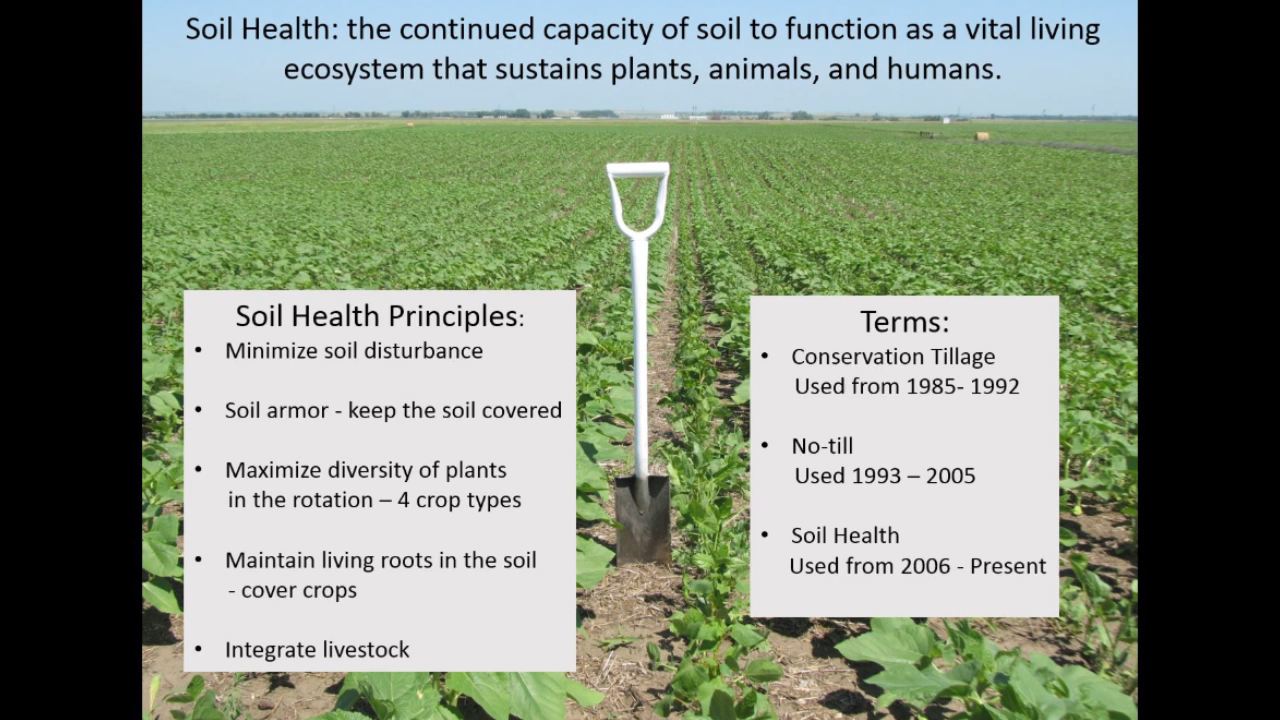 Soil Health: the continued capacity of soil to function as a vital living
ecosystem that sustains plants, animals, and humans.
Soil Health Principles:
• Minimize soil disturbance
• Soil armor - keep the soil covered
• Maximize diversity of plants
in the rotation – 4 crop types
• Maintain living roots in the soil
- cover crops
• Integrate livestock
Terms:
• Conservation Tillage
Used from 1985- 1992
• No-till
Used 1993 – 2005
• Soil Health
Used from 2006 - Present